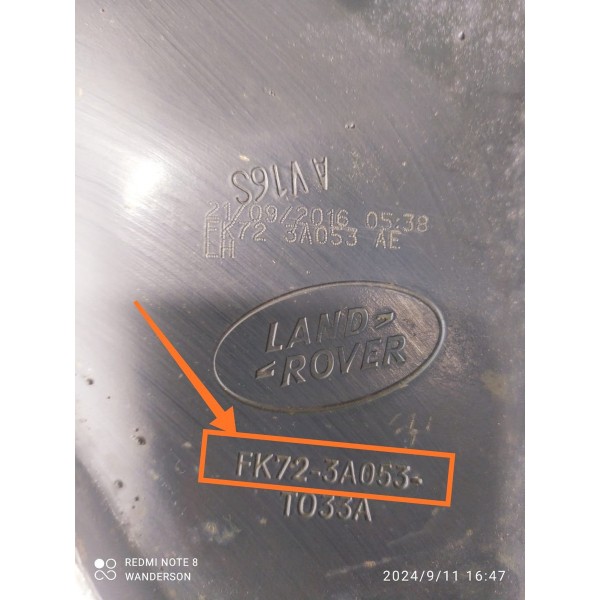 AV16S
21/09/2016 05:38
FK72 3A053 AE
LH
LAND
ROVER
FK72-3A053-
TO33A
REDMI NOTE 8
WANDERSON
2024/9/11 16:47